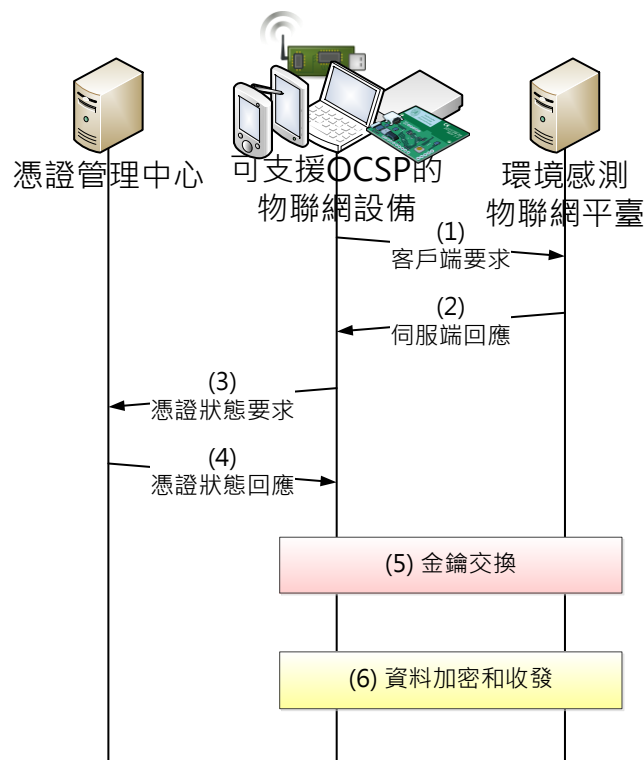 憑證管理中心
可支援OCSP的
物聯網設備
環境感測
物聯網平臺
(1)
客戶端要求
(2)
伺服端回應
(3)
憑證狀態要求
(4)
憑證狀態回應
(5) 金鑰交換
(6) 資料加密和收發